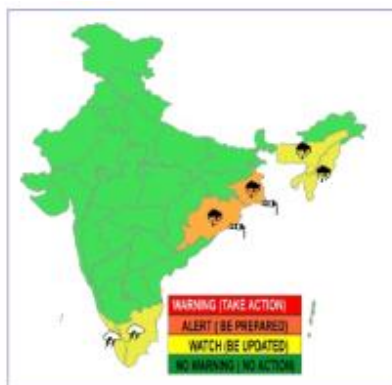 WARNING (TAKE ACTION)
ALERT ( BE PREPARED)
WATCH (BE UPDATED)
NO WARNING ( NO ACTION)